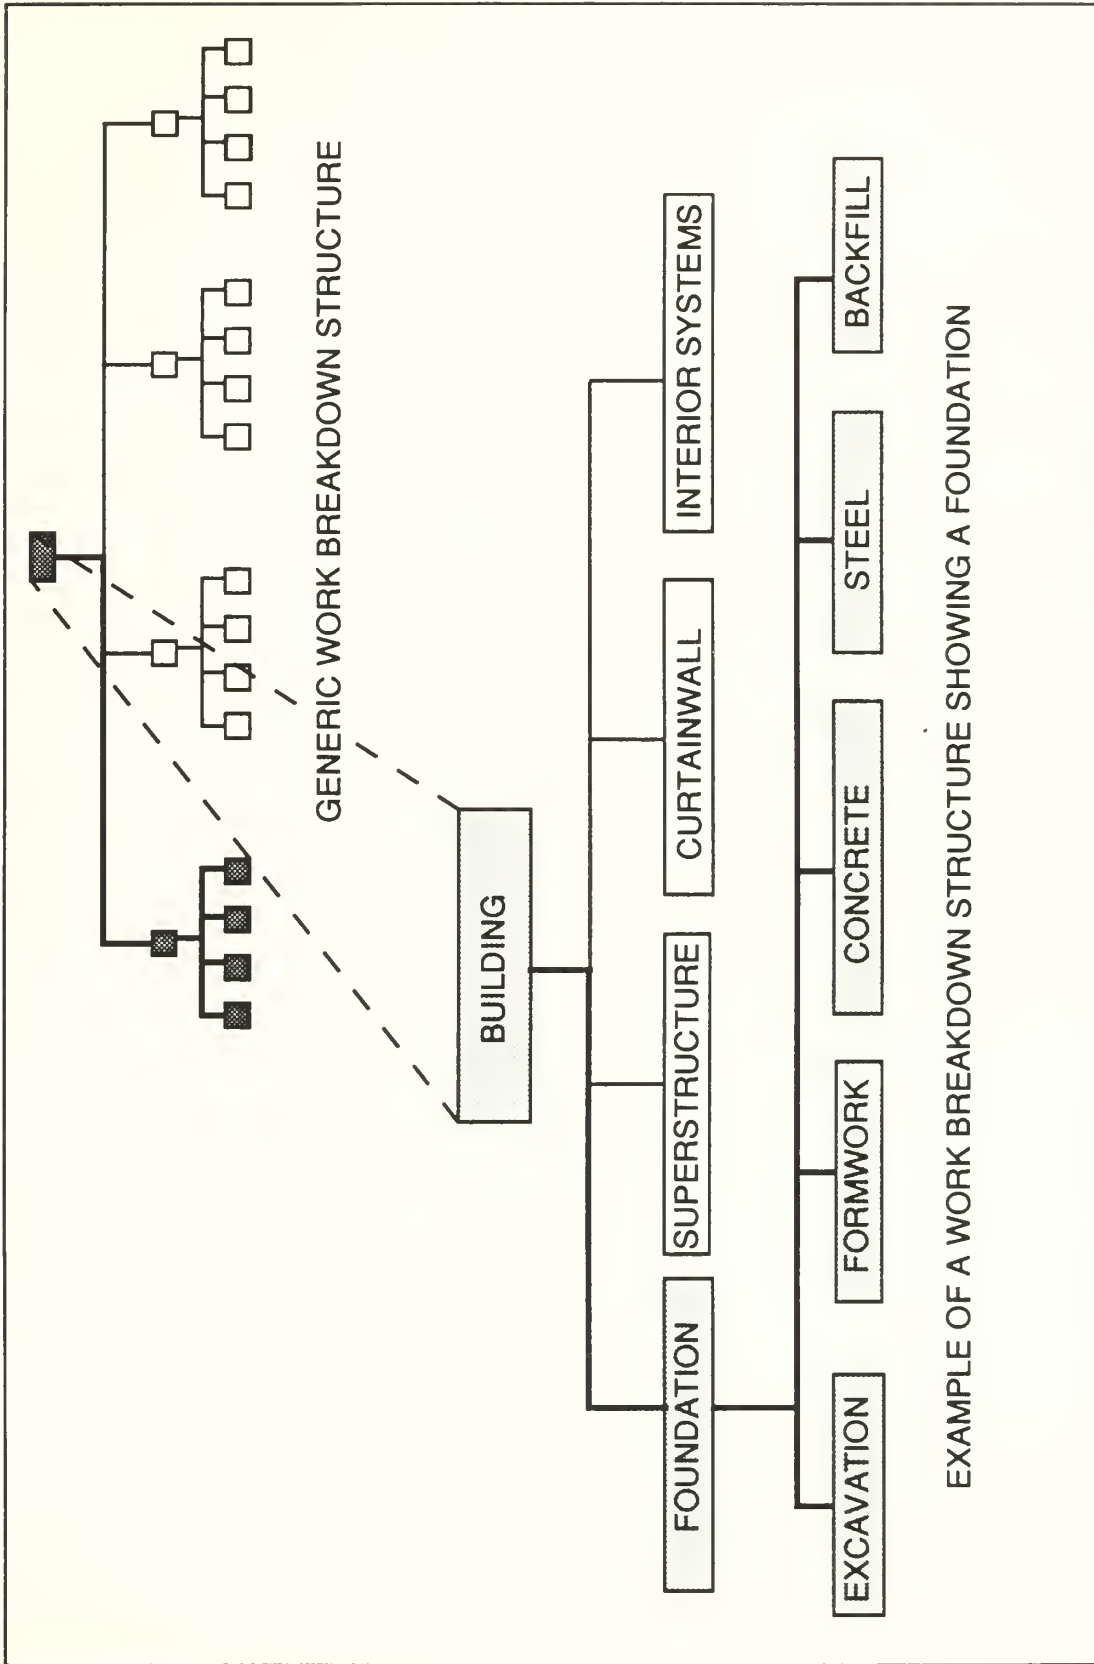 GENERIC WORK BREAKDOWN STRUCTURE
BUILDING
FOUNDATION
SUPERSTRUCTURE
CURTAINWALL
INTERIOR SYSTEMS
EXCAVATION
FORMWORK
CONCRETE
STEEL
BACKFILL
EXAMPLE OF A WORK BREAKDOWN STRUCTURE SHOWING A FOUNDATION